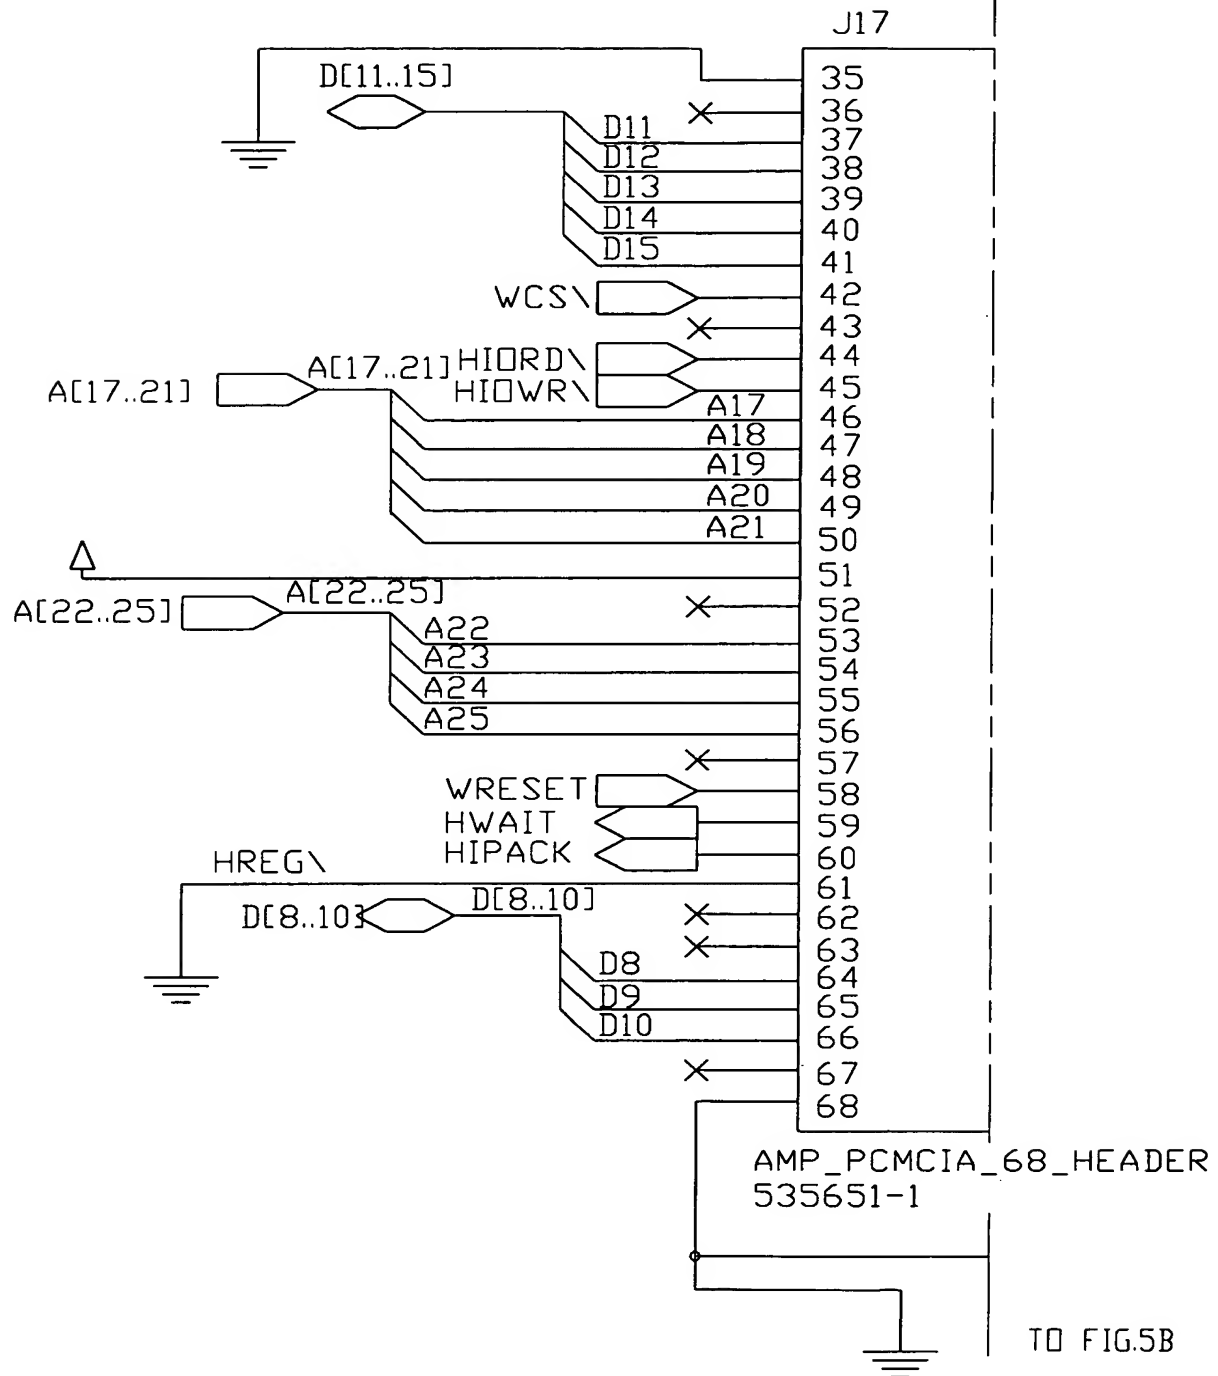 J17
35
D[11..15]
36
D11
37
D12
38
D13
39
D14
40
D15
41
WCS\
42
43
HIORD\
44
A[17..21]
A[17..21]
HIOWR\
45
A17
46
A18
47
A19
48
A20
49
A21
50
51
A[22..25]
A[22..25]
52
A22
53
A23
54
A24
55
A25
56
57
WRESET
58
HWAIT
59
HIPACK
60
HREG\
61
D[8..10]
D[8..10]
62
63
D8
64
D9
65
D10
66
67
68
AMP_PCMCIA_68_HEADER
535651-1
TO FIG.5B